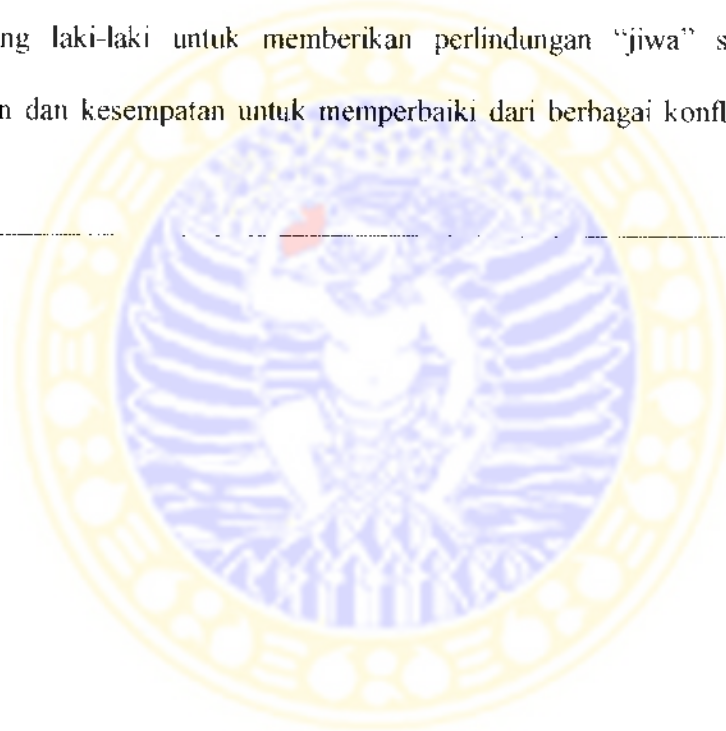 ng laki-laki untuk memberikan perlindungan “jiwa” s
n dan kesempatan untuk memperbaiki dari berbagai konfl